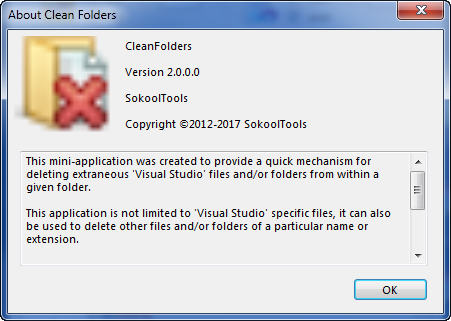 About Clean Folders
CleanFolders
Version 2.0.0.0
SokoolTools
Copyright ©2012-2017 SokoolTools
This mini-application was created to provide a quick mechanism for
deleting extraneous 'Visual Studio' files and/or folders from within a
given folder.
This application is not limited to 'Visual Studio' specific files, it can also
be used to delete other files and/or folders of a particular name or
extension.
OK